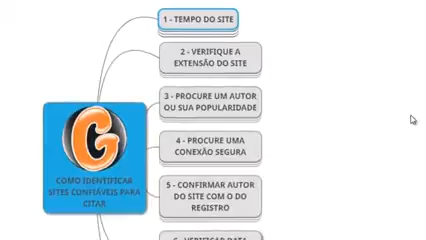 1 - TEMPO DO SITE
2 - VERIFIQUE A
EXTENSÃO DO SITE
3 - PROCURE UM AUTOR
OU SUA POPULARIDADE
4 - PROCURE UMA
CONEXÃO SEGURA
5 - CONFIRMAR AUTOR
DO SITE COM O DO
REGISTRO
G
COMO IDENTIFICAR
SITES CONFIÁVEIS PARA
CITAR